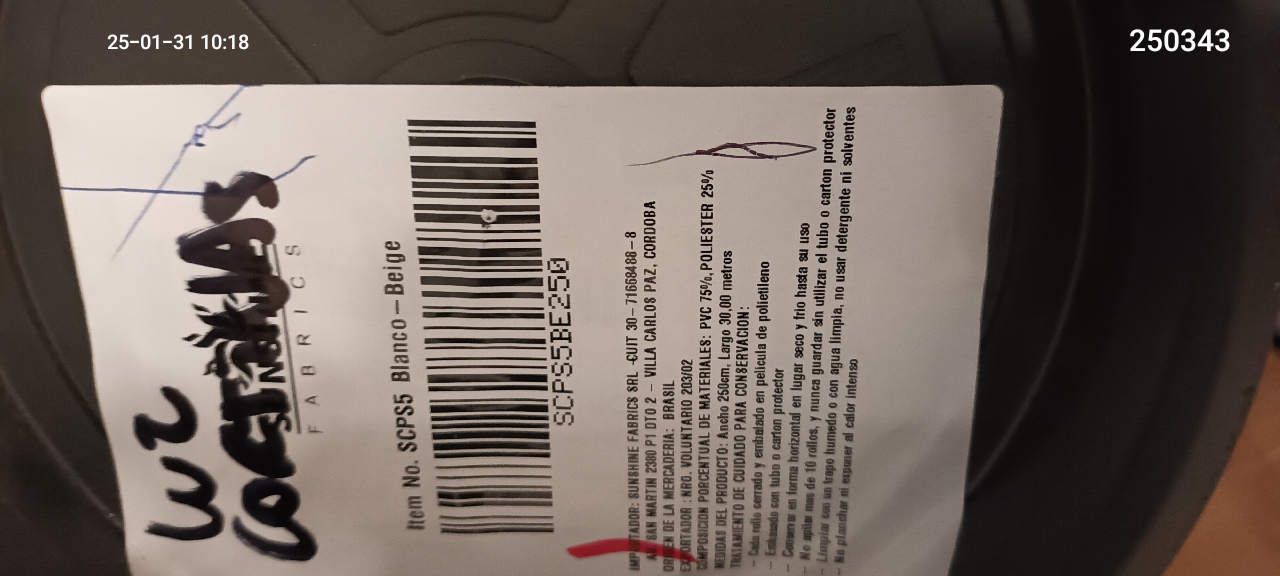 25-01-31 10:18
250343
W2
CORTINAS
FABRICS
Item No. SCPS5 Blanco-Beige
SCPS5BE250
IMPORTADOR: SUNSHINE FABRICS SRL -CUIT 30-71668488-8
AV. SAN MARTIN 2380 P1 DTO 2 - VILLA CARLOS PAZ, CORDOBA
ORIGEN DE LA MERCADERIA: BRASIL
EXPORTADOR : NRO. VOLUNTARIO 203/02
COMPOSICION PORCENTUAL DE MATERIALES: PVC 75%, POLIESTER 25%
MEDIDAS DEL PRODUCTO: Ancho 250cm, Largo 30,00 metros
TRATAMIENTO DE CUIDADO PARA CONSERVACION:
- Cada rollo cerrado y embalado en pelicula de polietileno
- Embasado con tubo o carton protector
- Conservar en forma horizontal en lugar seco y frio hasta su uso
- No apilar mas de 10 rollos, y nunca guardar sin utilizar el tubo o carton protector
- Limpiar con un trapo humedo o con agua limpia, no usar detergente ni solventes
- No planchar ni exponer al calor intenso